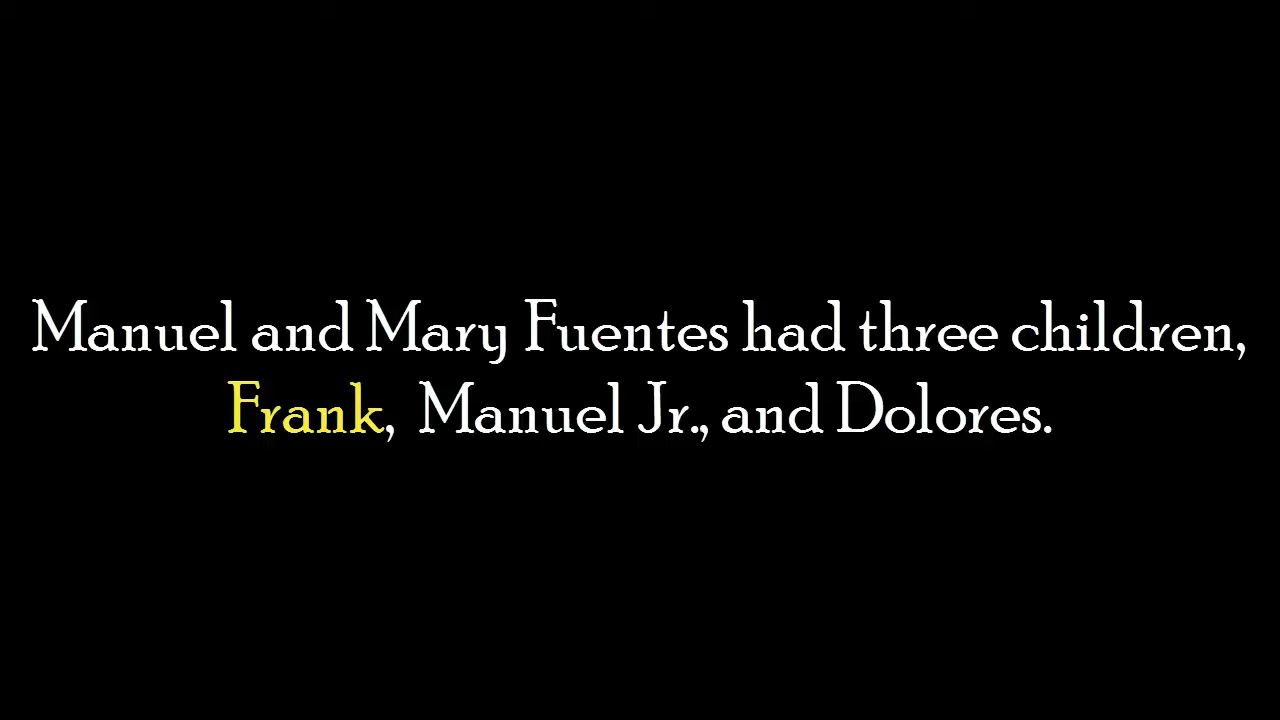 Manuel and Mary Fuentes had three children,
Frank, Manuel Jr., and Dolores.